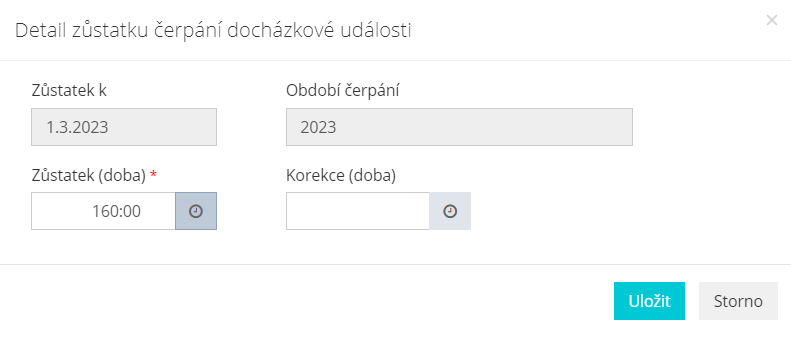 Detail zůstatku čerpání docházkové události
×
Zůstatek k
Období čerpání
1.3.2023
2023
Zůstatek (doba) *
Korekce (doba)
160:00
Uložit
Storno